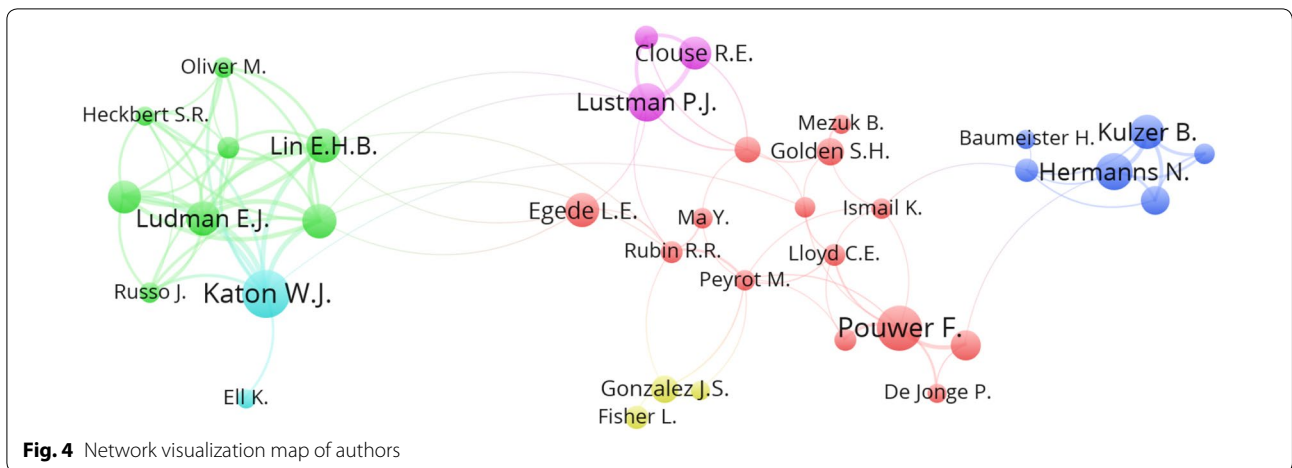 Oliver M.
Heckbert S.R.
Lin E.H.B.
Ludman E.J.
Russo J.
Katon W.J.
Ell K.
Clouse R.E.
Lustman P.J.
Egede L.E.
Mezuk B.
Golden S.H.
Ma Y.
Ismail K.
Rubin R.R.
Lloyd C.E.
Peyrot M.
Pouwer F.
De Jonge P.
Gonzalez J.S.
Fisher L.
Baumeister H.
Kulzer B.
Hermanns N.
Fig. 4 Network visualization map of authors